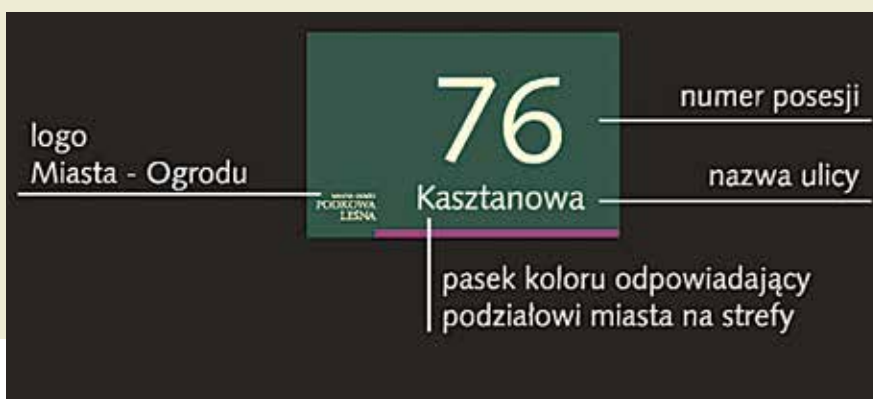 76
numer posesji
logo
Miasta - Ogrodu
nazwa ulicy
Kasztanowa
PODKOWA
LEŚNA
pasek koloru odpowiadający
podziałowi miasta na strefy